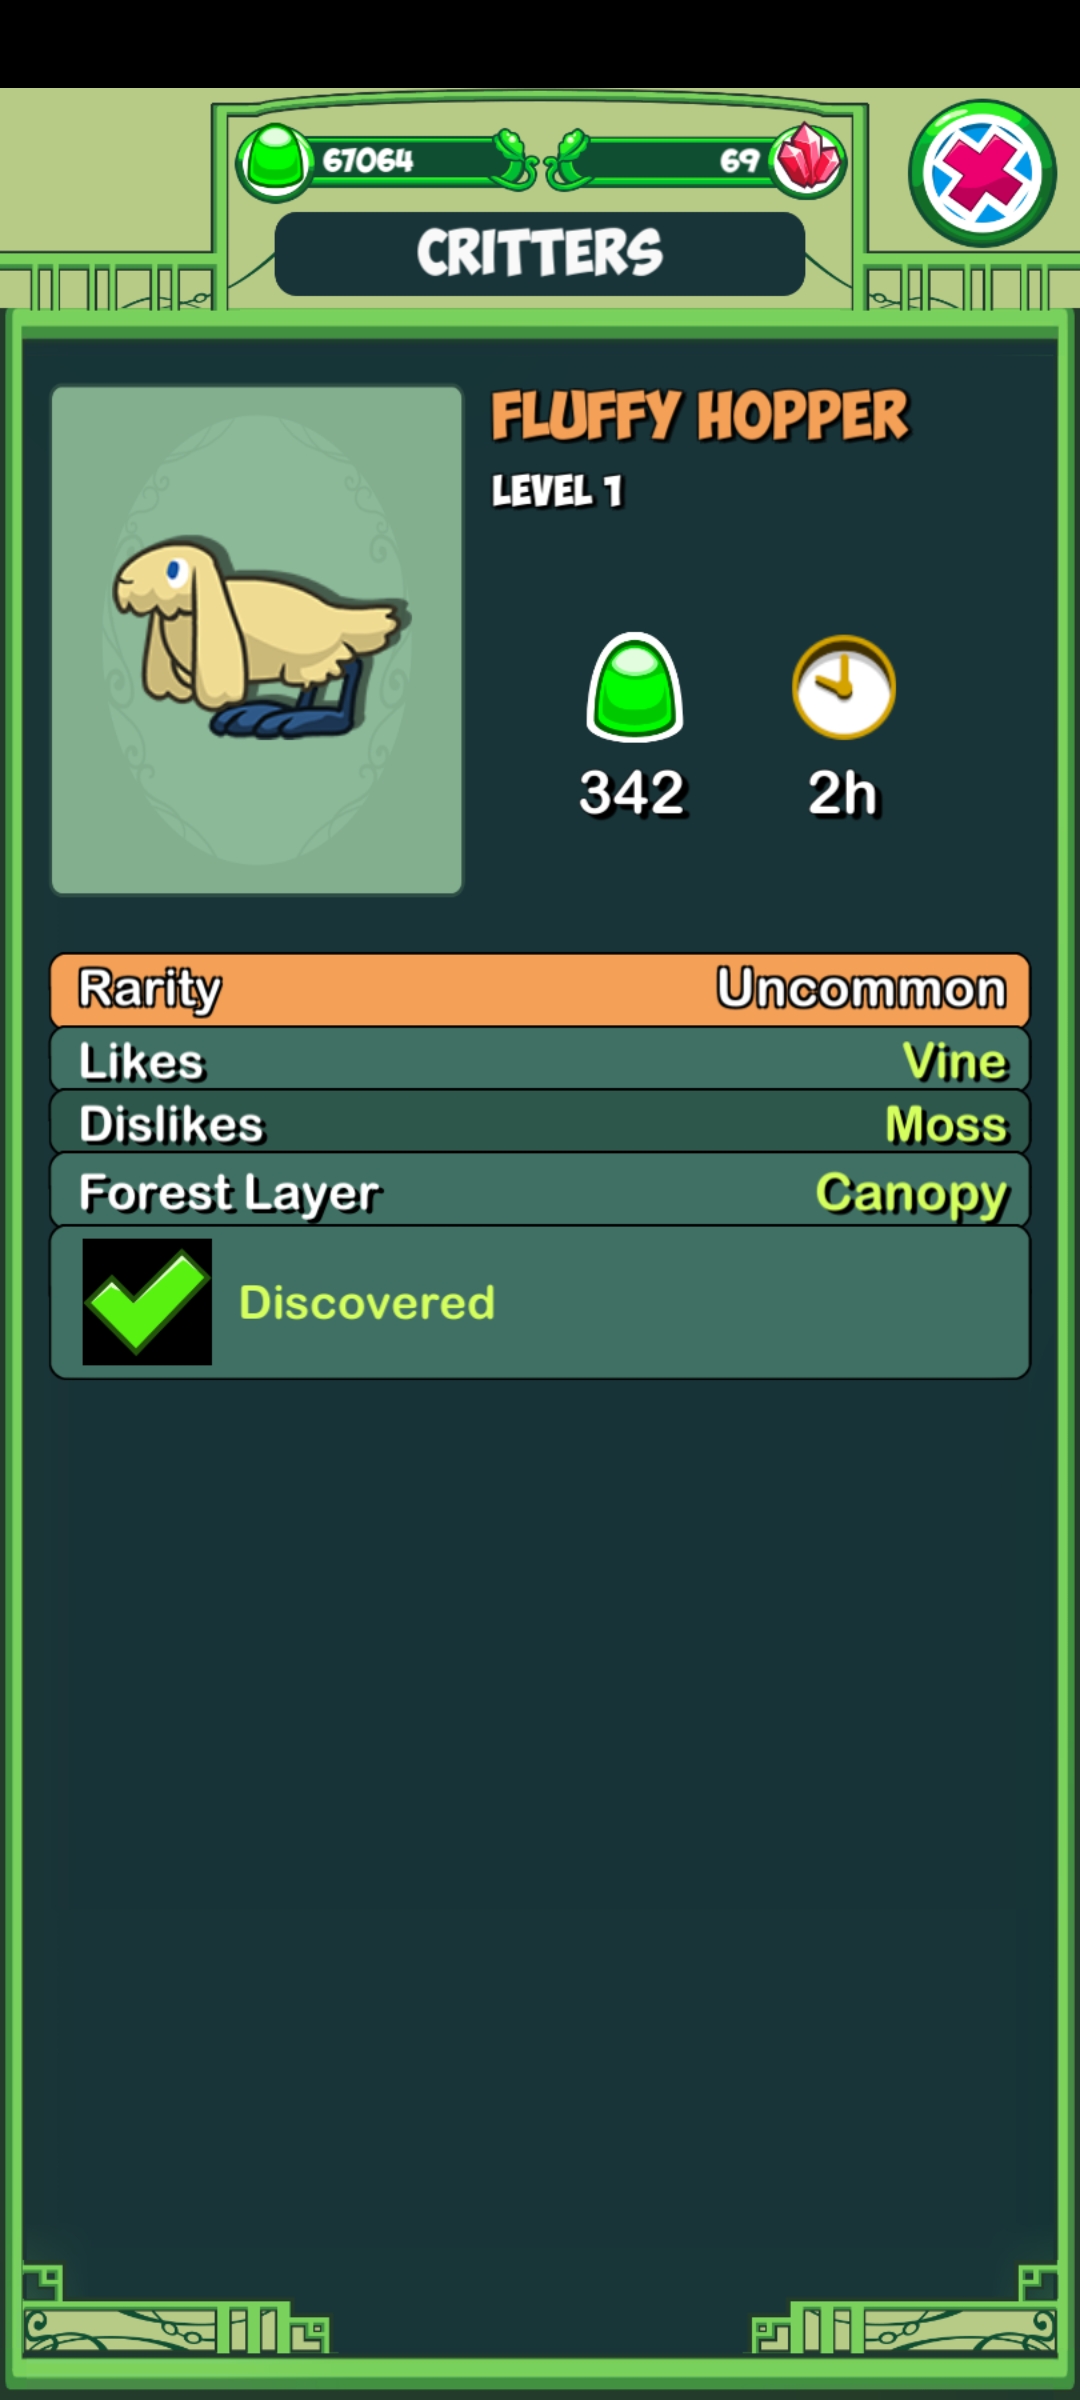 67064 69
CRITTERS
FLUFFY HOPPER
LEVEL 1
342 2h
Rarity Uncommon
Likes Vine
Dislikes Moss
Forest Layer Canopy
Discovered